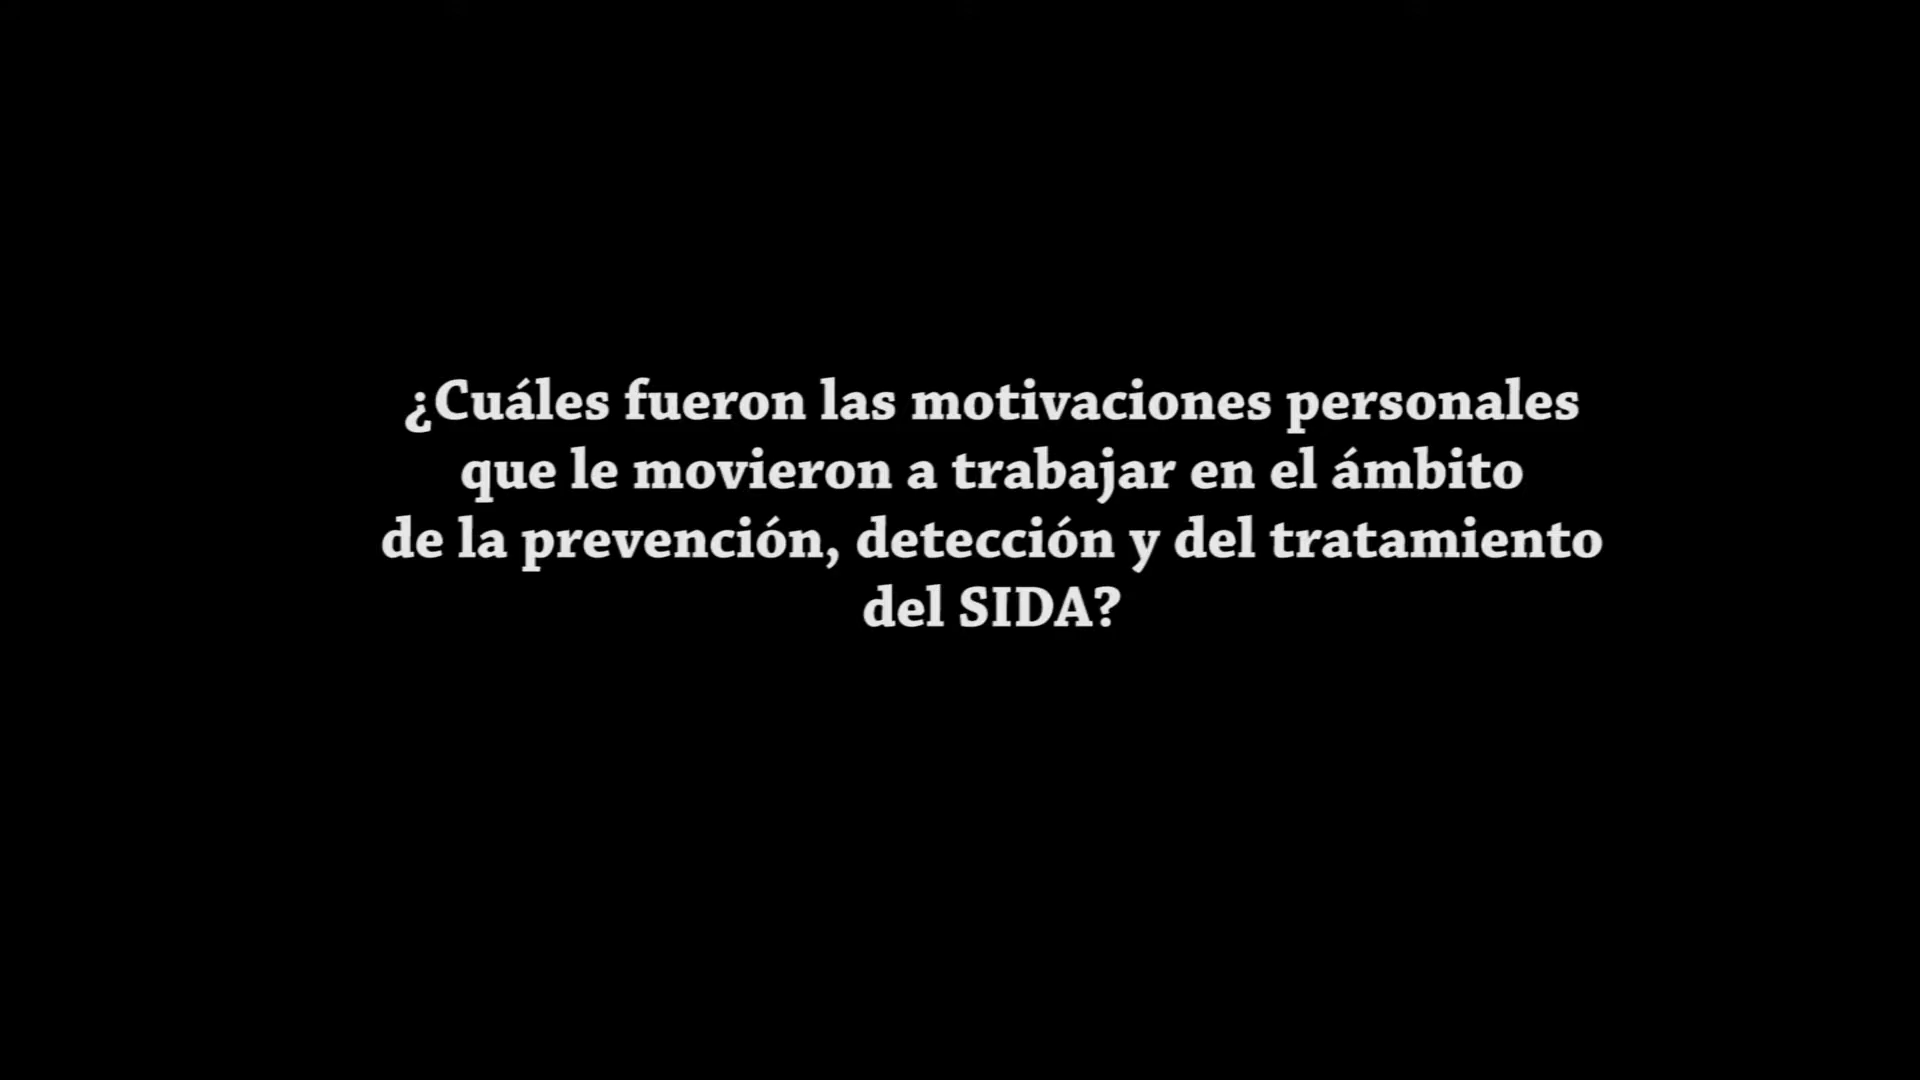 ¿Cuáles fueron las motivaciones personales
que le movieron a trabajar en el ámbito
de la prevención, detección y del tratamiento
del SIDA?